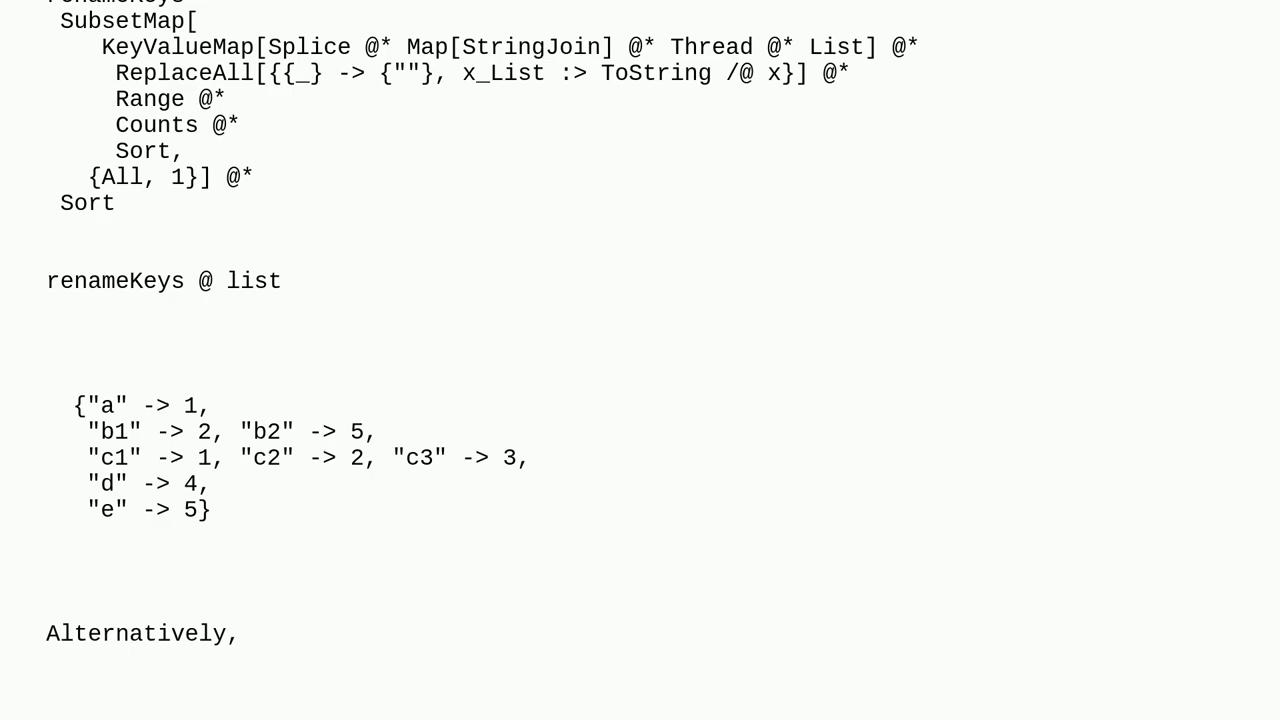 renameKeys
SubsetMap[
KeyValueMap[Splice @* Map[StringJoin] @* Thread @* List] @*
ReplaceAll[{{_} -> {""}, x_List :> ToString /@ x}] @*
Range @*
Counts @*
Sort,
{All, 1}] @*
Sort
renameKeys @ list
{"a" -> 1,
"b1" -> 2, "b2" -> 5,
"c1" -> 1, "c2" -> 2, "c3" -> 3,
"d" -> 4,
"e" -> 5}
Alternatively,